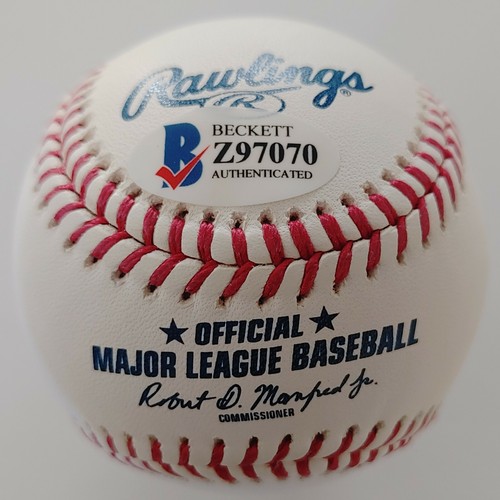 Rawlings®
R
B BECKETT
Z97070
AUTHENTICATED
★ OFFICIAL ★
MAJOR LEAGUE BASEBALL
Robert D. Manfred Jr.
COMMISSIONER